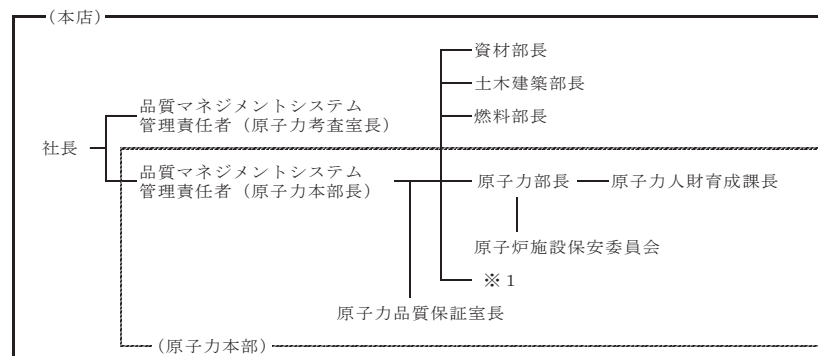 (本店)
資材部長
土木建築部長
燃料部長
品質マネジメントシステム
管理責任者(原子力考査室長)
社長
品質マネジメントシステム
管理責任者(原子力本部長)
原子力部長
原子力人財育成課長
原子炉施設保安委員会
※1
原子力品質保証室長
(原子力本部)